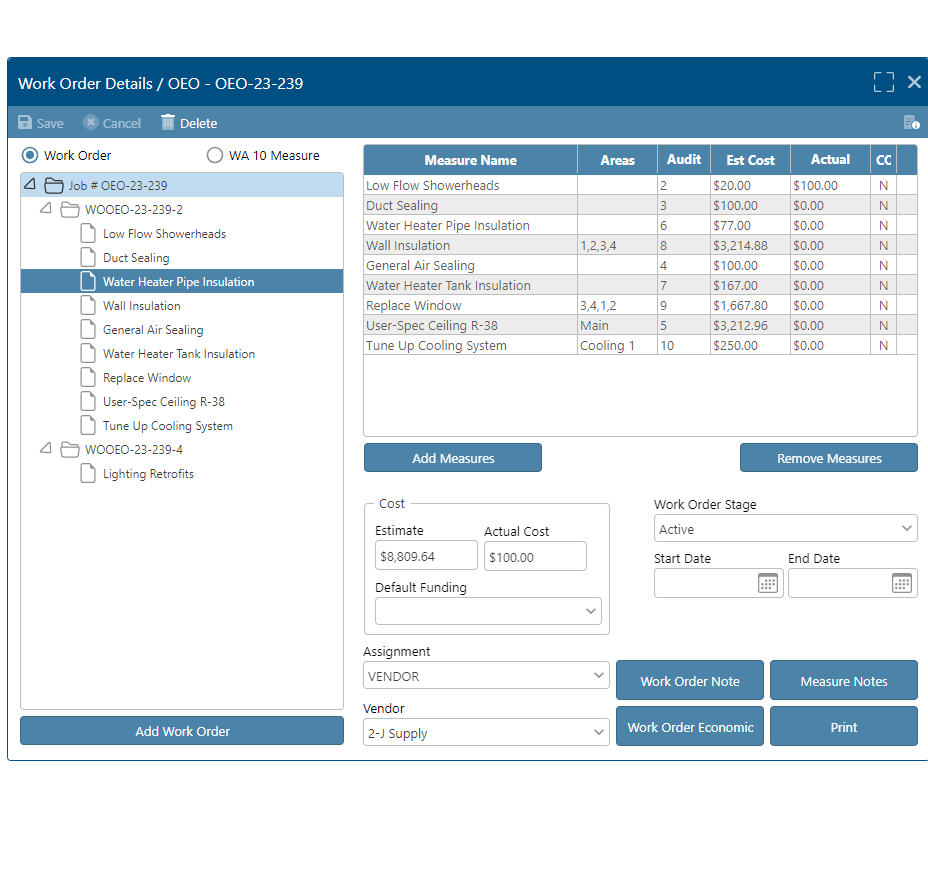 Work Order Details / OEO - OEO-23-239
Save Cancel Delete
Work Order WA 10 Measure
Job # OEO-23-239
WOOEO-23-239-2
Low Flow Showerheads
Duct Sealing
Water Heater Pipe Insulation
Wall Insulation
General Air Sealing
Water Heater Tank Insulation
Replace Window
User-Spec Ceiling R-38
Tune Up Cooling System
WOOEO-23-239-4
Lighting Retrofits
Add Work Order
Measure Name Areas Audit Est Cost Actual CC
Low Flow Showerheads 2 $20.00 $100.00 N
Duct Sealing 3 $100.00 $0.00 N
Water Heater Pipe Insulation 6 $77.00 $0.00 N
Wall Insulation 1,2,3,4 8 $3,214.88 $0.00 N
General Air Sealing 4 $100.00 $0.00 N
Water Heater Tank Insulation 7 $167.00 $0.00 N
Replace Window 3,4,1,2 9 $1,667.80 $0.00 N
User-Spec Ceiling R-38 Main 5 $3,212.96 $0.00 N
Tune Up Cooling System Cooling 1 10 $250.00 $0.00 N
Add Measures Remove Measures
Cost
Estimate Actual Cost
$8,809.64 $100.00
Default Funding
Work Order Stage
Active
Start Date End Date
Assignment
VENDOR
Vendor
2-J Supply
Work Order Note Measure Notes
Work Order Economic Print